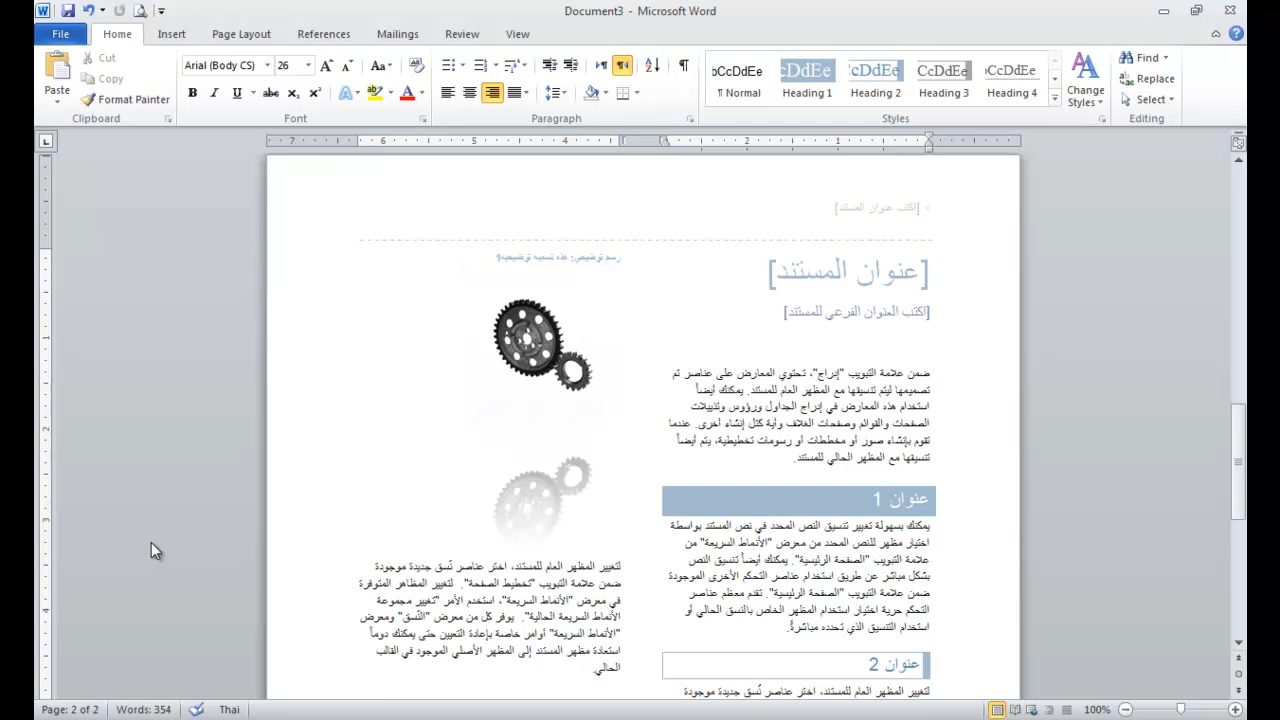 Document3 - Microsoft Word
File
Home
Insert
Page Layout
References
Mailings
Review
View
Paste
Cut
Copy
Format Painter
Clipboard
Arial (Body CS)
26
Font
Paragraph
bCcDdEe
¶ Normal
Heading 1
Heading 2
CcDdEe
Heading 3
Heading 4
Change Styles
Styles
Find
Replace
Select
Editing
7 6 5 4 2 1
[اكتب عنوان المستند]
[عنوان المستند]
[اكتب العنوان الفرعي للمستند]
ضمن علامة التبويب "إدراج"، تحتوي المعارض على عناصر تم
تصميمها ليتم تنسيقها مع المظهر العام للمستند. يمكنك أيضاً
استخدام هذه المعارض في إدراج الجداول ورؤوس وتذييلات
الصفحات والقوائم وصفحات الغلاف وأية كتل إنشاء أخرى. عندما
تقوم بإنشاء صور أو مخططات أو رسومات تخطيطية، يتم أيضاً
تنسيقها مع المظهر الحالي للمستند.
عنوان 1
يمكنك بسهولة تغيير تنسيق النص المحدد في نص المستند بواسطة
اختيار مظهر للنص المحدد من معرض "الأنماط السريعة" من
علامة التبويب "الصفحة الرئيسية". يمكنك أيضاً تنسيق النص
بشكل مباشر عن طريق استخدام عناصر التحكم الأخرى الموجودة
ضمن علامة التبويب "الصفحة الرئيسية". تقدم معظم عناصر
التحكم حرية اختيار استخدام المظهر الخاص بالنسق الحالي أو
استخدام التنسيق الذي تحدده مباشرةً.
عنوان 2
لتغيير المظهر العام للمستند، اختر عناصر نُسق جديدة موجودة
رسم توضيحي: هذه تسمية توضيحية1
لتغيير المظهر العام للمستند، اختر عناصر نُسق جديدة موجودة
ضمن علامة التبويب "تخطيط الصفحة". لتغيير المظاهر المتوفرة
في معرض "الأنماط السريعة"، استخدم الأمر "تغيير مجموعة
الأنماط السريعة الحالية". يوفر كل من معرض "النُسق" ومعرض
"الأنماط السريعة" أوامر خاصة بإعادة التعيين حتى يمكنك دوماً
استعادة مظهر المستند إلى المظهر الأصلي الموجود في القالب
الحالي.
Page: 2 of 2
Words: 354
Thai
100%